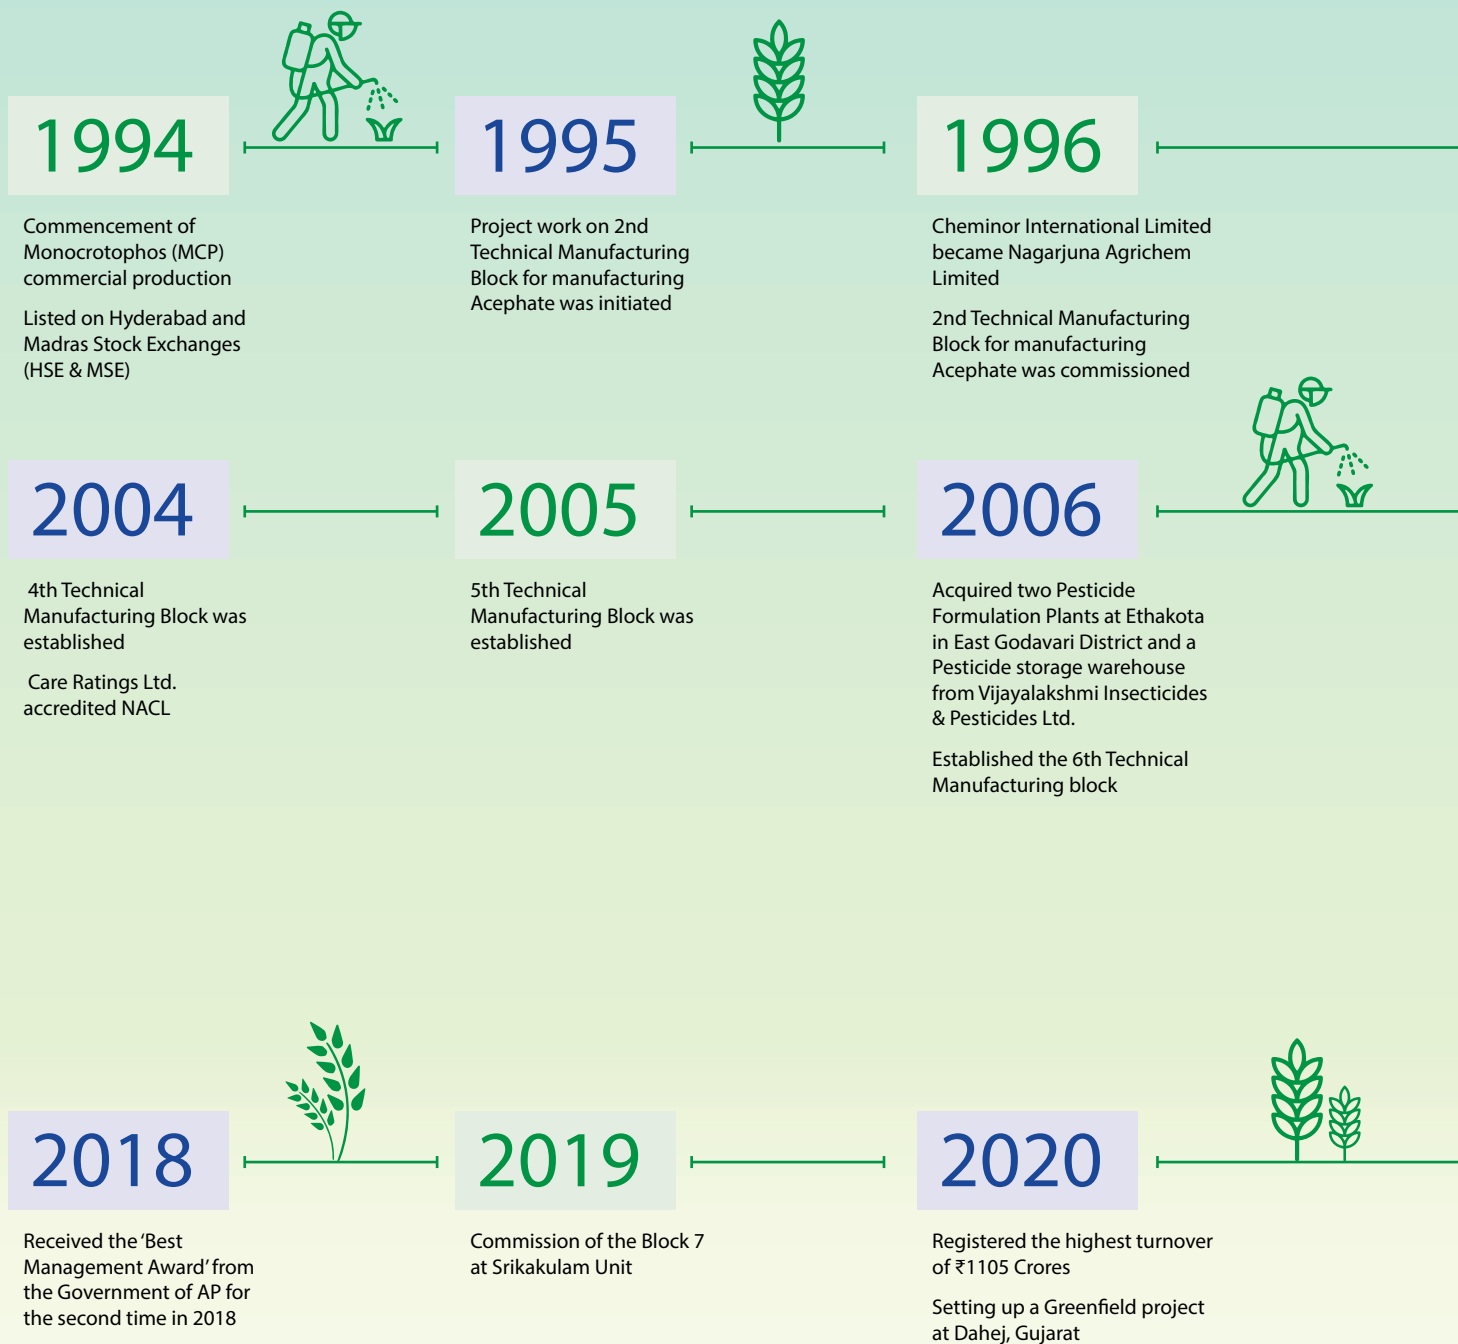 1994
Commencement of
Monocrotophos (MCP)
commercial production
Listed on Hyderabad and
Madras Stock Exchanges
(HSE & MSE)
1995
Project work on 2nd
Technical Manufacturing
Block for manufacturing
Acephate was initiated
1996
Cheminor International Limited
became Nagarjuna Agrichem
Limited
2nd Technical Manufacturing
Block for manufacturing
Acephate was commissioned
2004
4th Technical
Manufacturing Block was
established
Care Ratings Ltd.
accredited NACL
2005
5th Technical
Manufacturing Block was
established
2006
Acquired two Pesticide
Formulation Plants at Ethakota
in East Godavari District and a
Pesticide storage warehouse
from Vijayalakshmi Insecticides
& Pesticides Ltd.
Established the 6th Technical
Manufacturing block
2018
Received the ‘Best
Management Award’ from
the Government of AP for
the second time in 2018
2019
Commission of the Block 7
at Srikakulam Unit
2020
Registered the highest turnover
of ₹1105 Crores
Setting up a Greenfield project
at Dahej, Gujarat